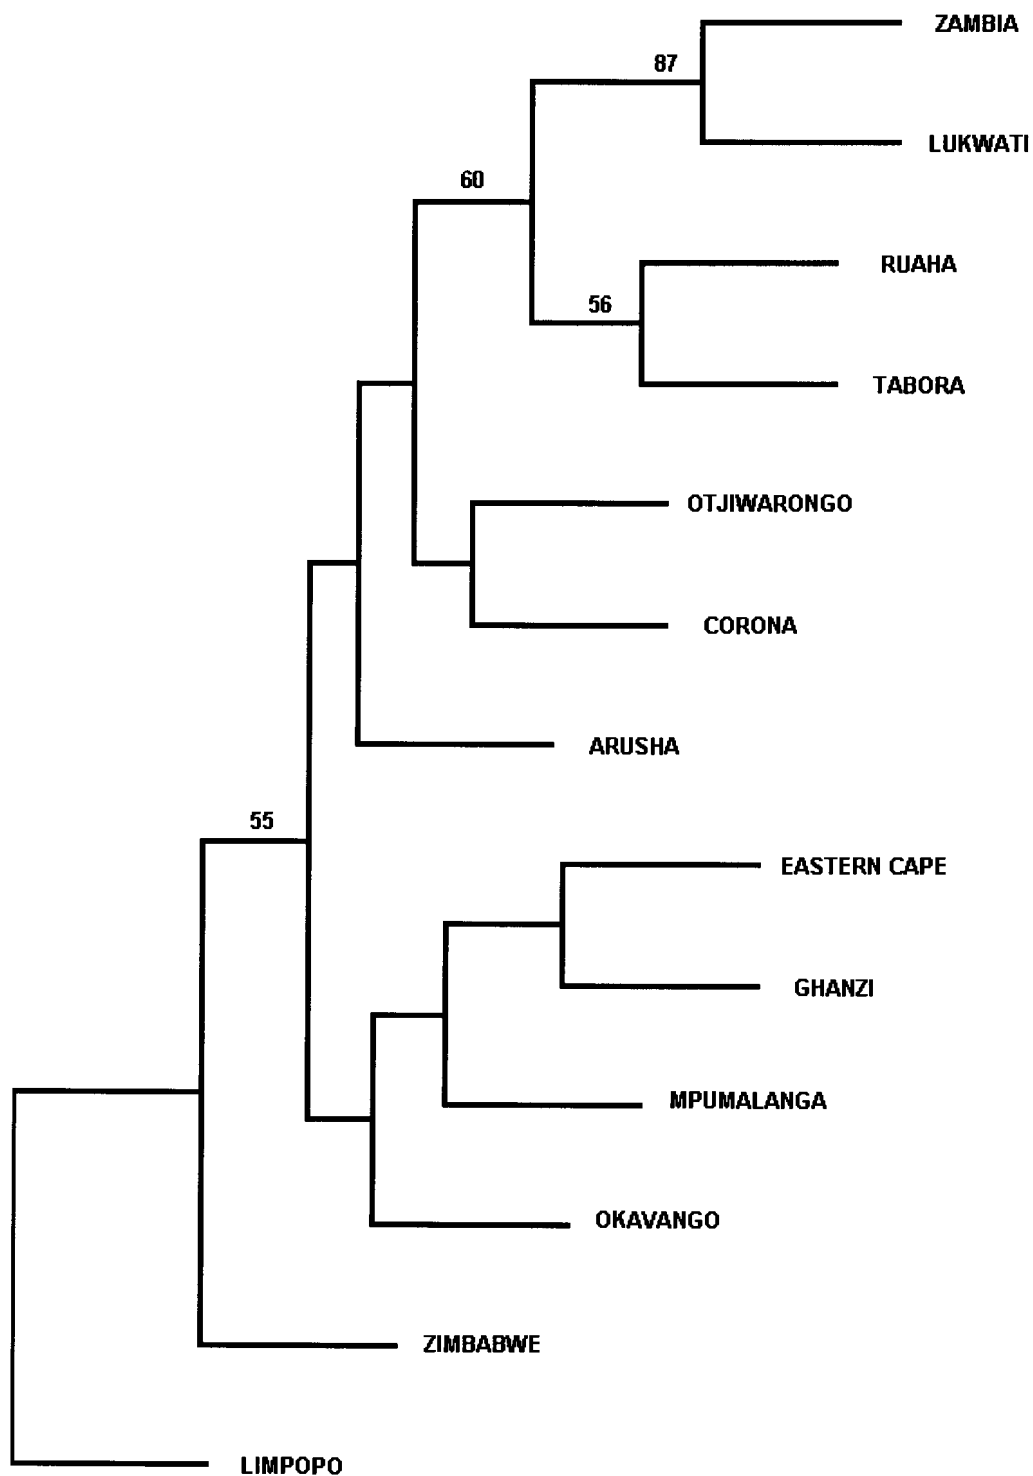 ZAMBIA
87
LUKWATI
60
RUAHA
56
TABORA
OTJIWARONGO
CORONA
ARUSHA
55
EASTERN CAPE
GHANZI
MPUMALANGA
OKAVANGO
ZIMBABWE
LIMPOPO